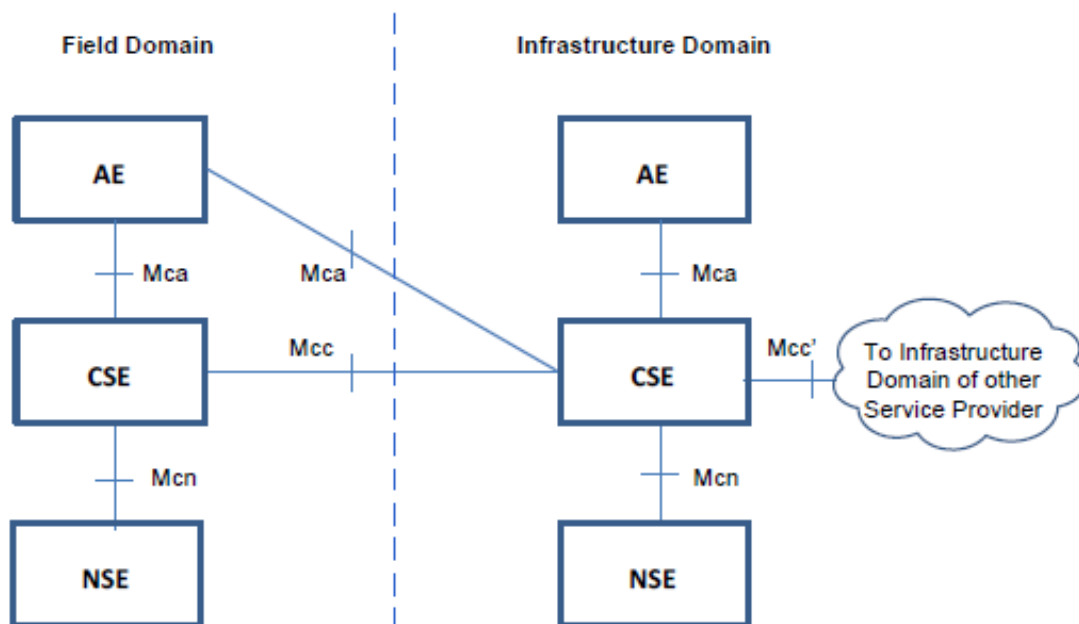 Field Domain
Infrastructure Domain
AE
AE
Mca
Mca
Mca
CSE
Mcc
CSE
Mcc'
To Infrastructure
Domain of other
Service Provider
Mcn
Mcn
NSE
NSE